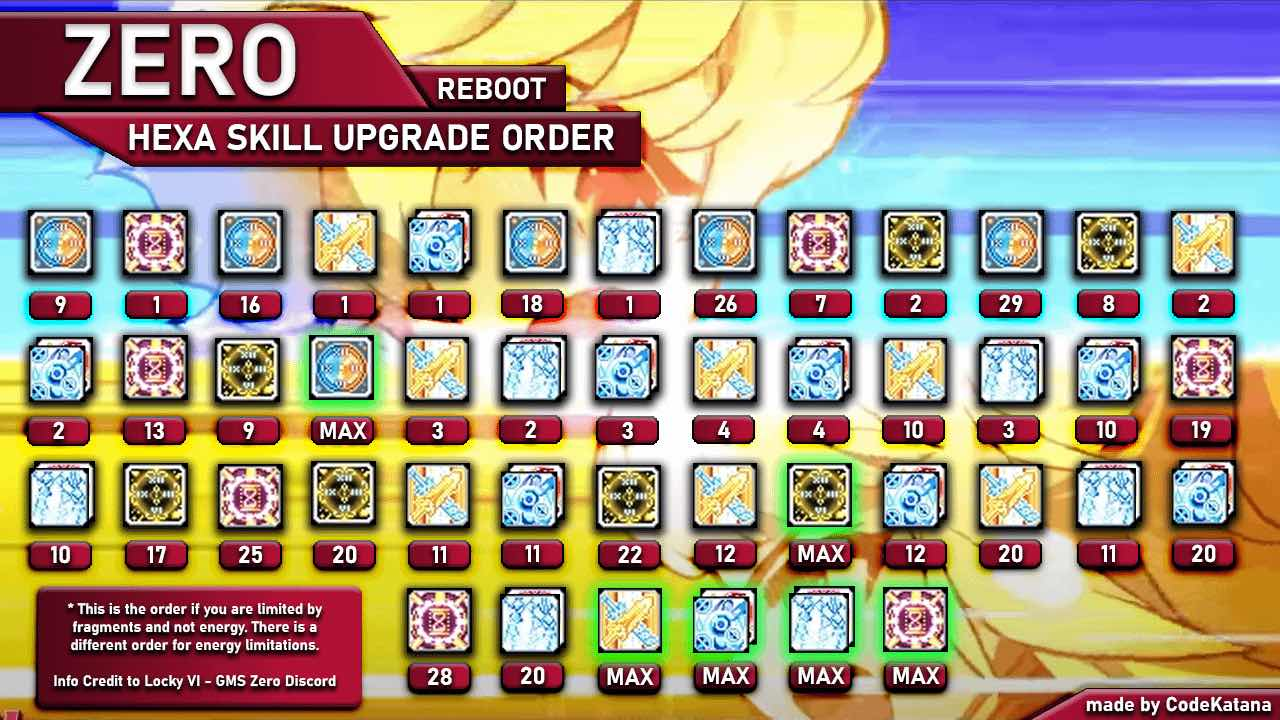 ZERO
REBOOT
HEXA SKILL UPGRADE ORDER
9 1 16 1 1 18 1 26 7 2 29 8 2
2 13 9 MAX 3 2 3 4 4 10 3 10 19
10 17 25 20 11 11 22 12 MAX 12 20 11 20
28 20 MAX MAX MAX MAX
* This is the order if you are limited by
fragments and not energy. There is a
different order for energy limitations.
Info Credit to Locky VI - GMS Zero Discord
made by CodeKatana